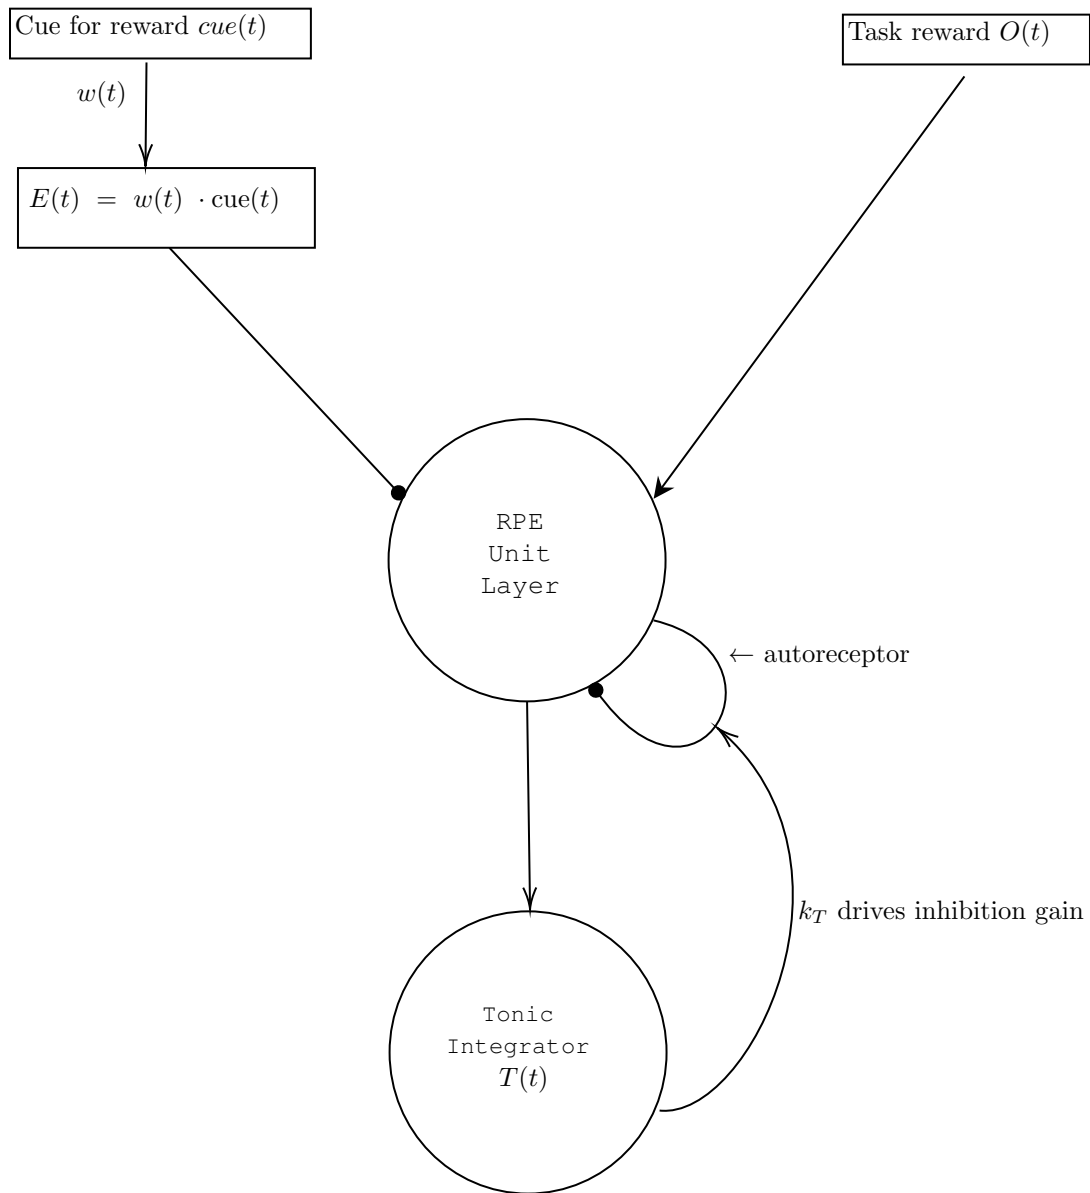 Cue for reward cue(t)
Task reward O(t)
w(t)
E(t) = w(t) · cue(t)
RPE
Unit
Layer
← autoreceptor
k_T drives inhibition gain
Tonic
Integrator
T(t)